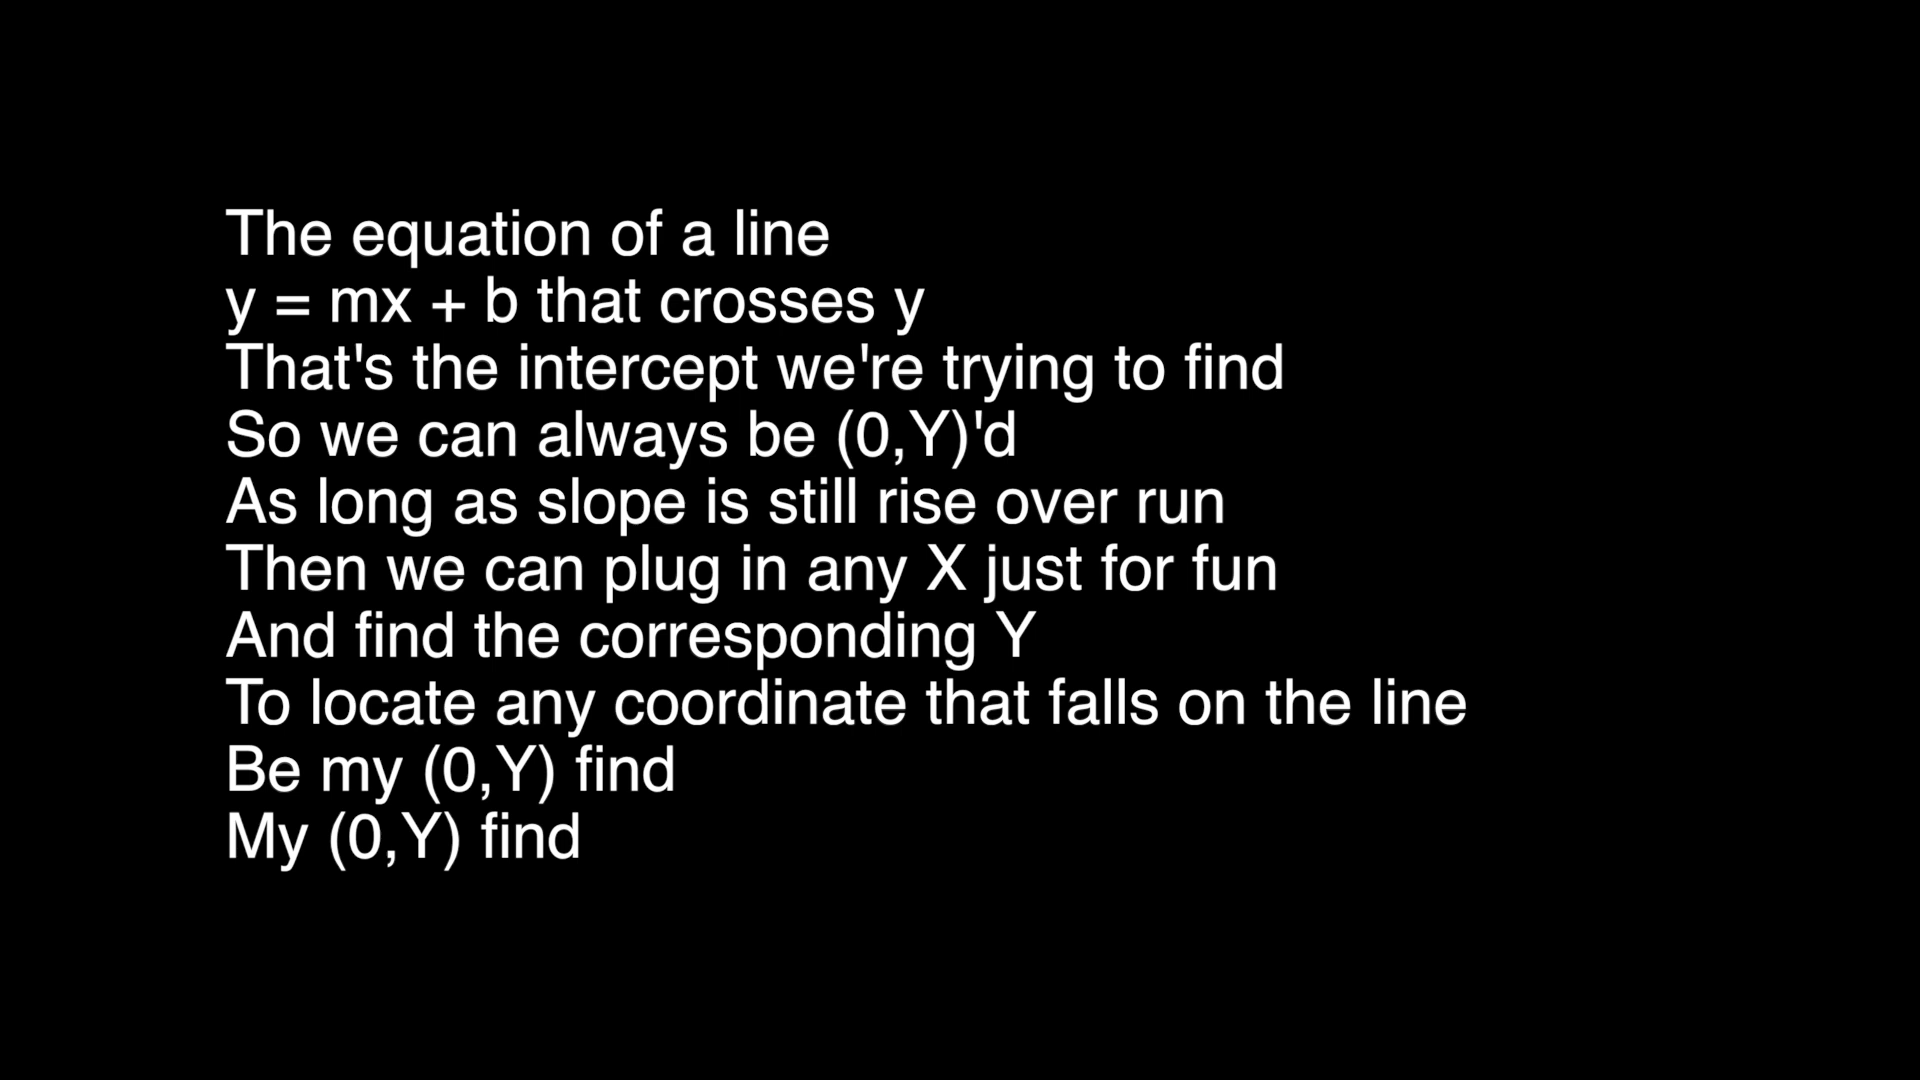 The equation of a line
y = mx + b that crosses y
That's the intercept we're trying to find
So we can always be (0,Y)'d
As long as slope is still rise over run
Then we can plug in any X just for fun
And find the corresponding Y
To locate any coordinate that falls on the line
Be my (0,Y) find
My (0,Y) find